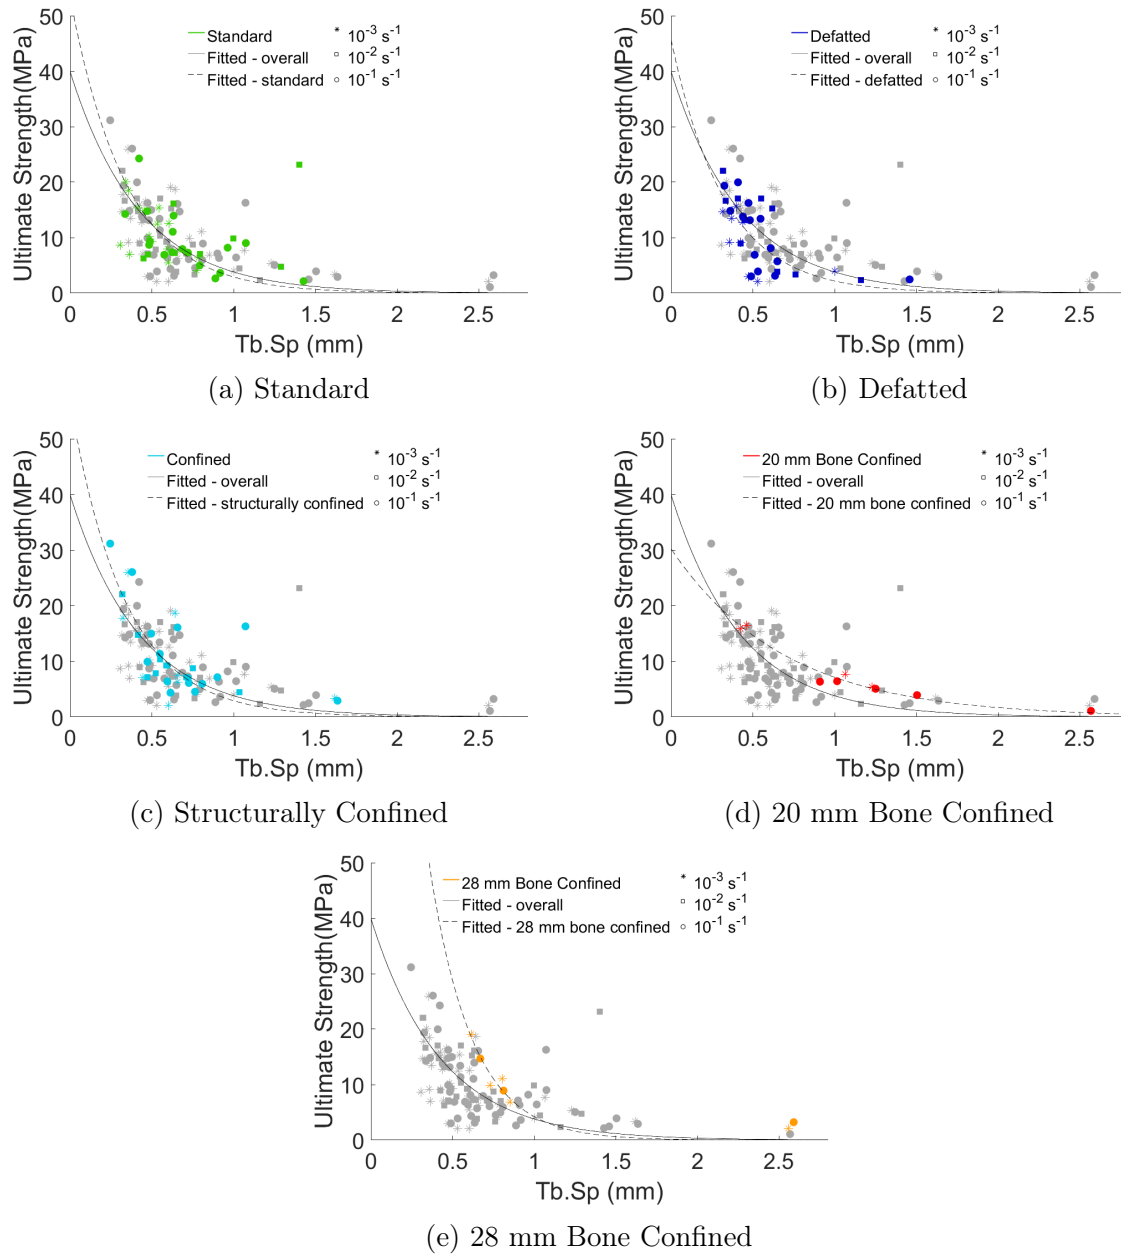 50
40
30
20
10
0
Ultimate Strength(MPa)
Standard
Fitted - overall
Fitted - standard
* 10-3 s-1
10-2 s-1
10-1 s-1
0 0.5 1 1.5 2 2.5
Tb.Sp (mm)
(a) Standard
50
40
30
20
10
0
Ultimate Strength(MPa)
Defatted
Fitted - overall
Fitted - defatted
* 10-3 s-1
10-2 s-1
10-1 s-1
0 0.5 1 1.5 2 2.5
Tb.Sp (mm)
(b) Defatted
50
40
30
20
10
0
Ultimate Strength(MPa)
Confined
Fitted - overall
Fitted - structurally confined
* 10-3 s-1
10-2 s-1
10-1 s-1
0 0.5 1 1.5 2 2.5
Tb.Sp (mm)
(c) Structurally Confined
50
40
30
20
10
0
Ultimate Strength(MPa)
20 mm Bone Confined
Fitted - overall
Fitted - 20 mm bone confined
* 10-3 s-1
10-2 s-1
10-1 s-1
0 0.5 1 1.5 2 2.5
Tb.Sp (mm)
(d) 20 mm Bone Confined
50
40
30
20
10
0
Ultimate Strength(MPa)
28 mm Bone Confined
Fitted - overall
Fitted - 28 mm bone confined
* 10-3 s-1
10-2 s-1
10-1 s-1
0 0.5 1 1.5 2 2.5
Tb.Sp (mm)
(e) 28 mm Bone Confined